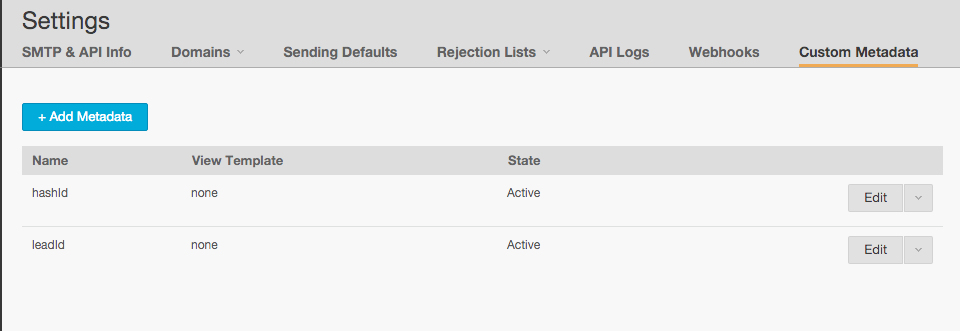 Settings
SMTP & API Info Domains Sending Defaults Rejection Lists API Logs Webhooks Custom Metadata
+ Add Metadata
Name View Template State
hashId none Active Edit
leadId none Active Edit